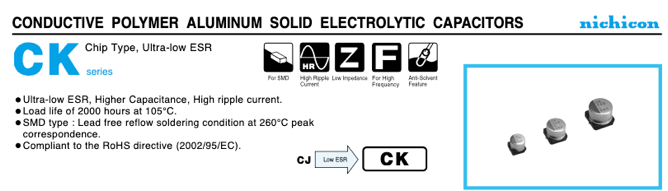 CONDUCTIVE POLYMER ALUMINUM SOLID ELECTROLYTIC CAPACITORS nichicon
CK Chip Type, Ultra-low ESR
series
HR Z F
For SMD High Ripple Current Low Impedance For High Frequency Anti-Solvent Feature
●Ultra-low ESR, Higher Capacitance, High ripple current.
●Load life of 2000 hours at 105°C.
●SMD type : Lead free reflow soldering condition at 260°C peak
correspondence.
●Compliant to the RoHS directive (2002/95/EC).
CJ Low ESR CK